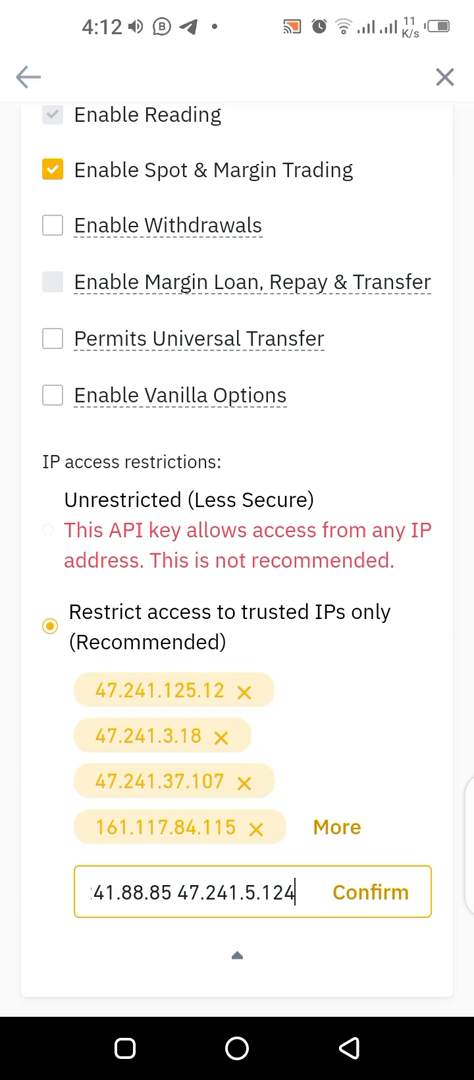 4:12
B
11
K/s
Enable Reading
Enable Spot & Margin Trading
Enable Withdrawals
Enable Margin Loan, Repay & Transfer
Permits Universal Transfer
Enable Vanilla Options
IP access restrictions:
Unrestricted (Less Secure)
This API key allows access from any IP
address. This is not recommended.
Restrict access to trusted IPs only
(Recommended)
47.241.125.12 ×
47.241.3.18 ×
47.241.37.107 ×
161.117.84.115 × More
41.88.85 47.241.5.124 Confirm